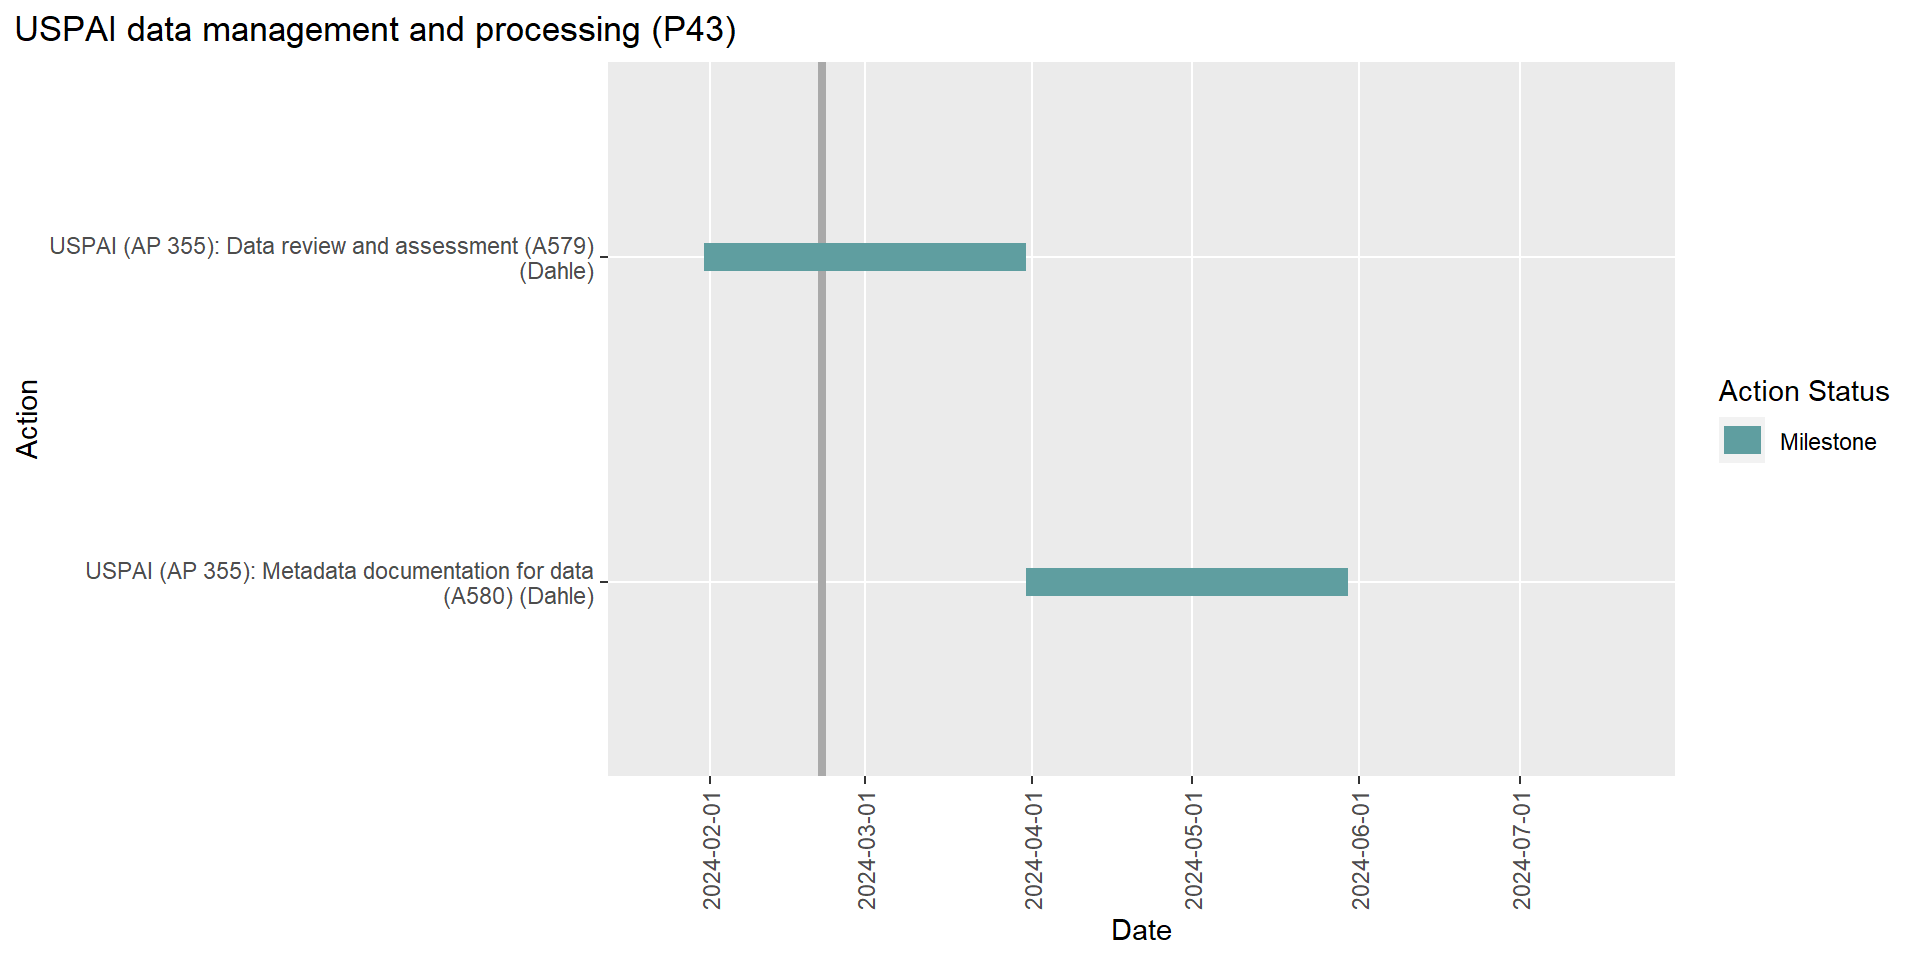 USPAI data management and processing (P43)
Action
USPAI (AP 355): Data review and assessment (A579)
(Dahle)
USPAI (AP 355): Metadata documentation for data
(A580) (Dahle)
2024-02-01
2024-03-01
2024-04-01
2024-05-01
2024-06-01
2024-07-01
Date
Action Status
Milestone